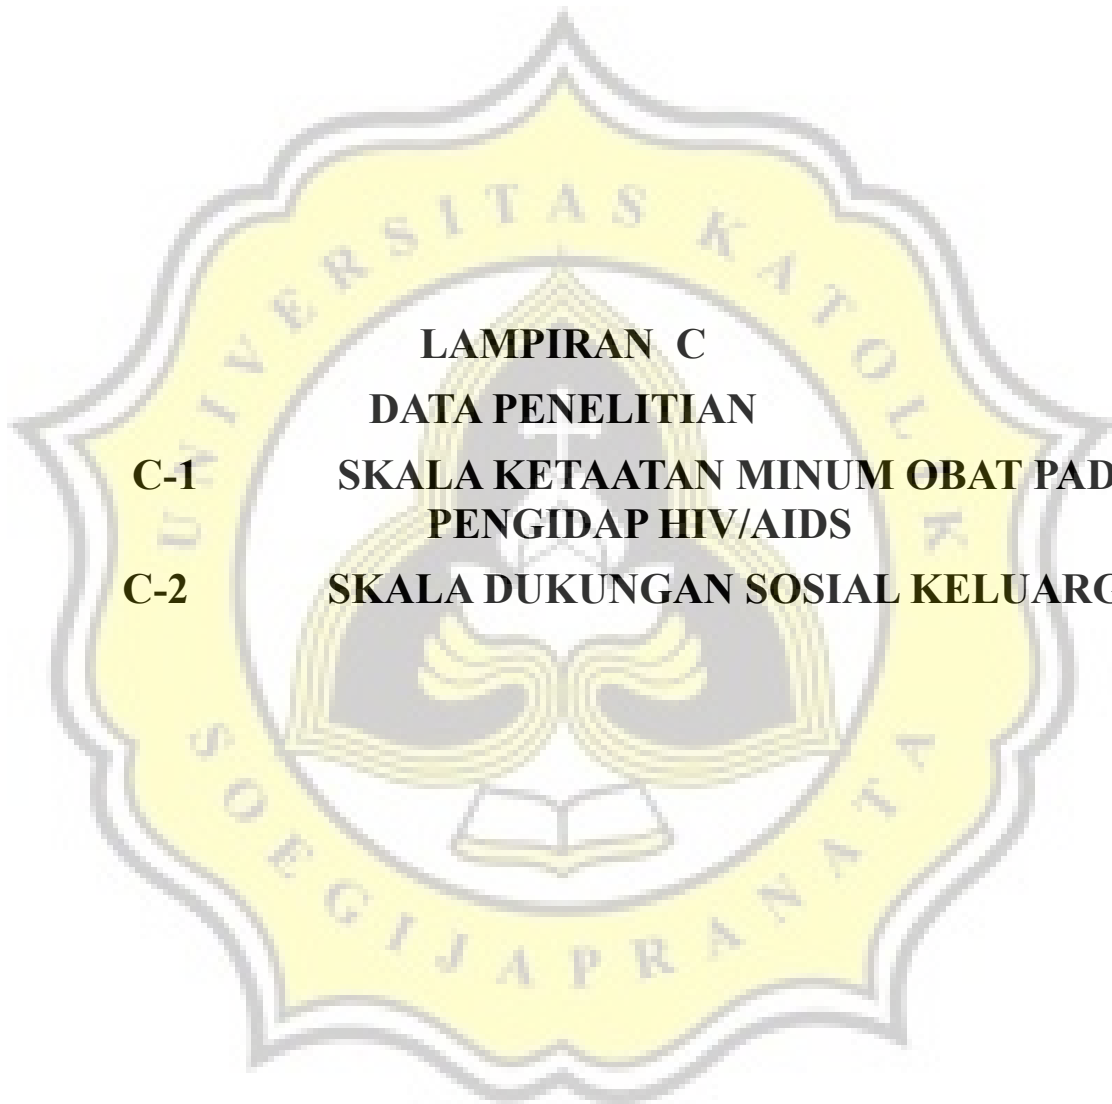 UNIVERSITAS KATOLIK
LAMPIRAN C
DATA PENELITIAN
C-1 SKALA KETAATAN MINUM OBAT PAD
PENGIDAP HIV/AIDS
C-2 SKALA DUKUNGAN SOSIAL KELUARG
SOEGIJAPRANATA